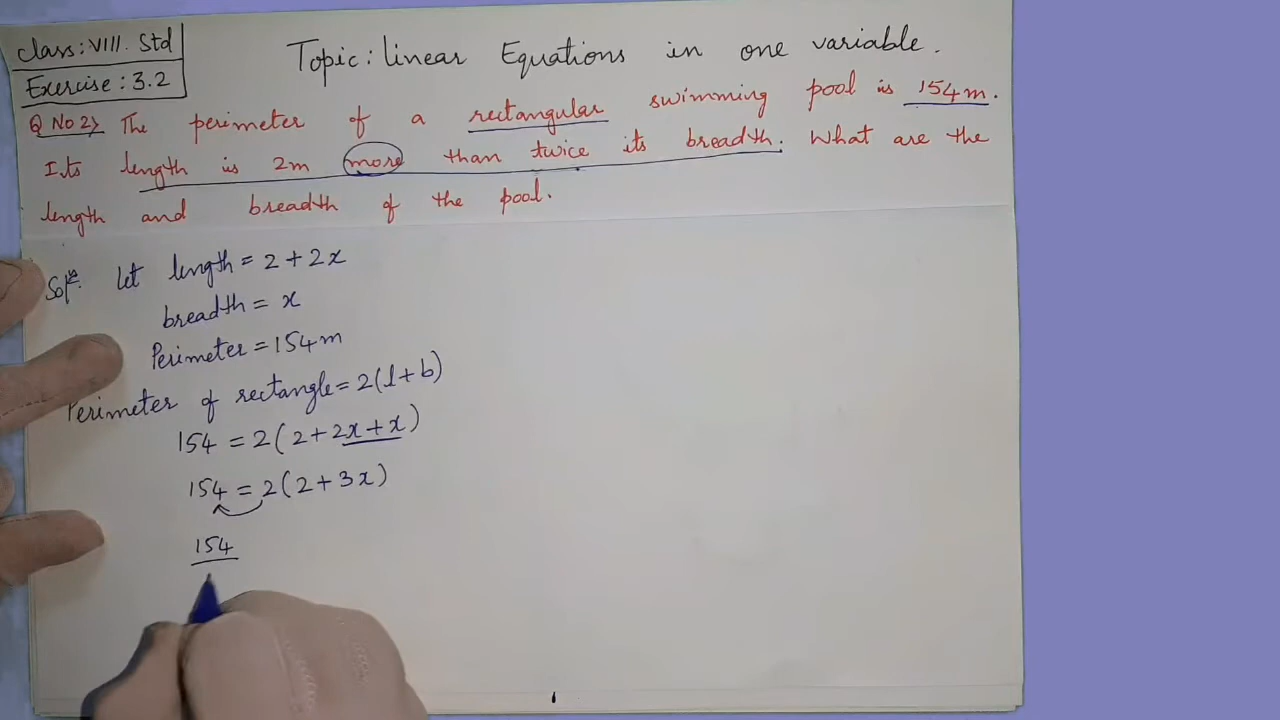 Class: VIII. Std
Exercise: 3.2
Topic: linear Equations in one variable.
Q No 2) The perimeter of a rectangular swimming pool is 154m.
Its length is 2m more than twice its breadth. What are the
length and breadth of the pool.
Solⁿ: Let length = 2 + 2x
breadth = x
Perimeter = 154m
Perimeter of rectangle = 2(l + b)
154 = 2(2 + 2x + x)
154 = 2(2 + 3x)
154